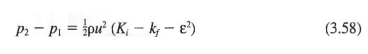 p₂ − p₁ = ½ρu² (Kᵢ − k_f − ε²) (3.58)